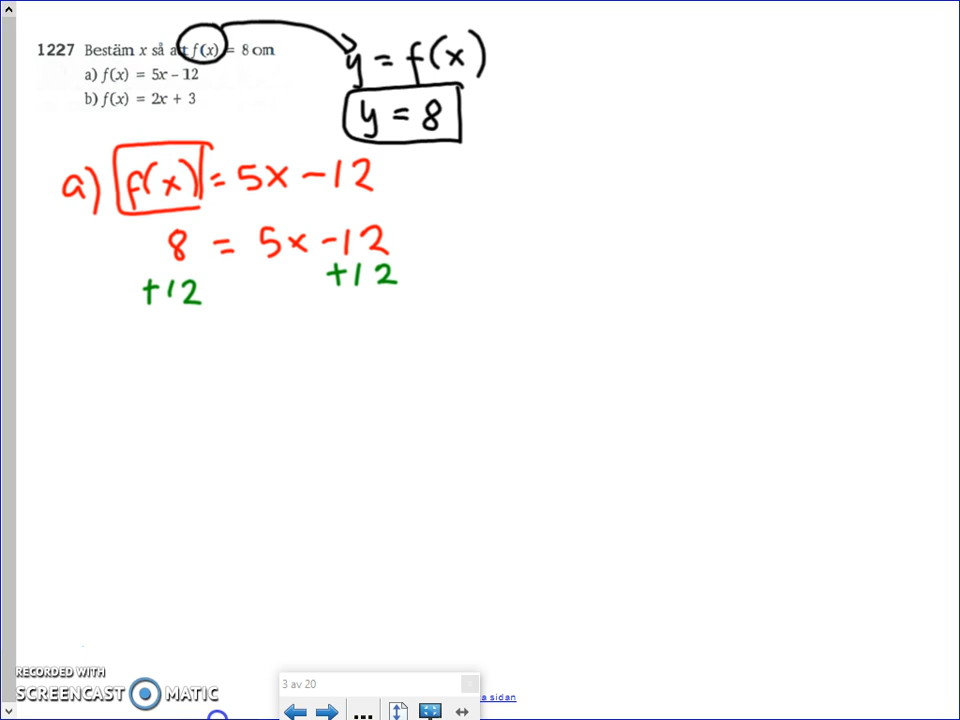 1227 Bestäm x så att f(x) = 8 om
a) f(x) = 5x – 12
b) f(x) = 2x + 3
y = f(x)
y = 8
a) f(x) = 5x – 12
8 = 5x – 12
+12 +12
RECORDED WITH
SCREENCAST MATIC
3 av 20
a sidan